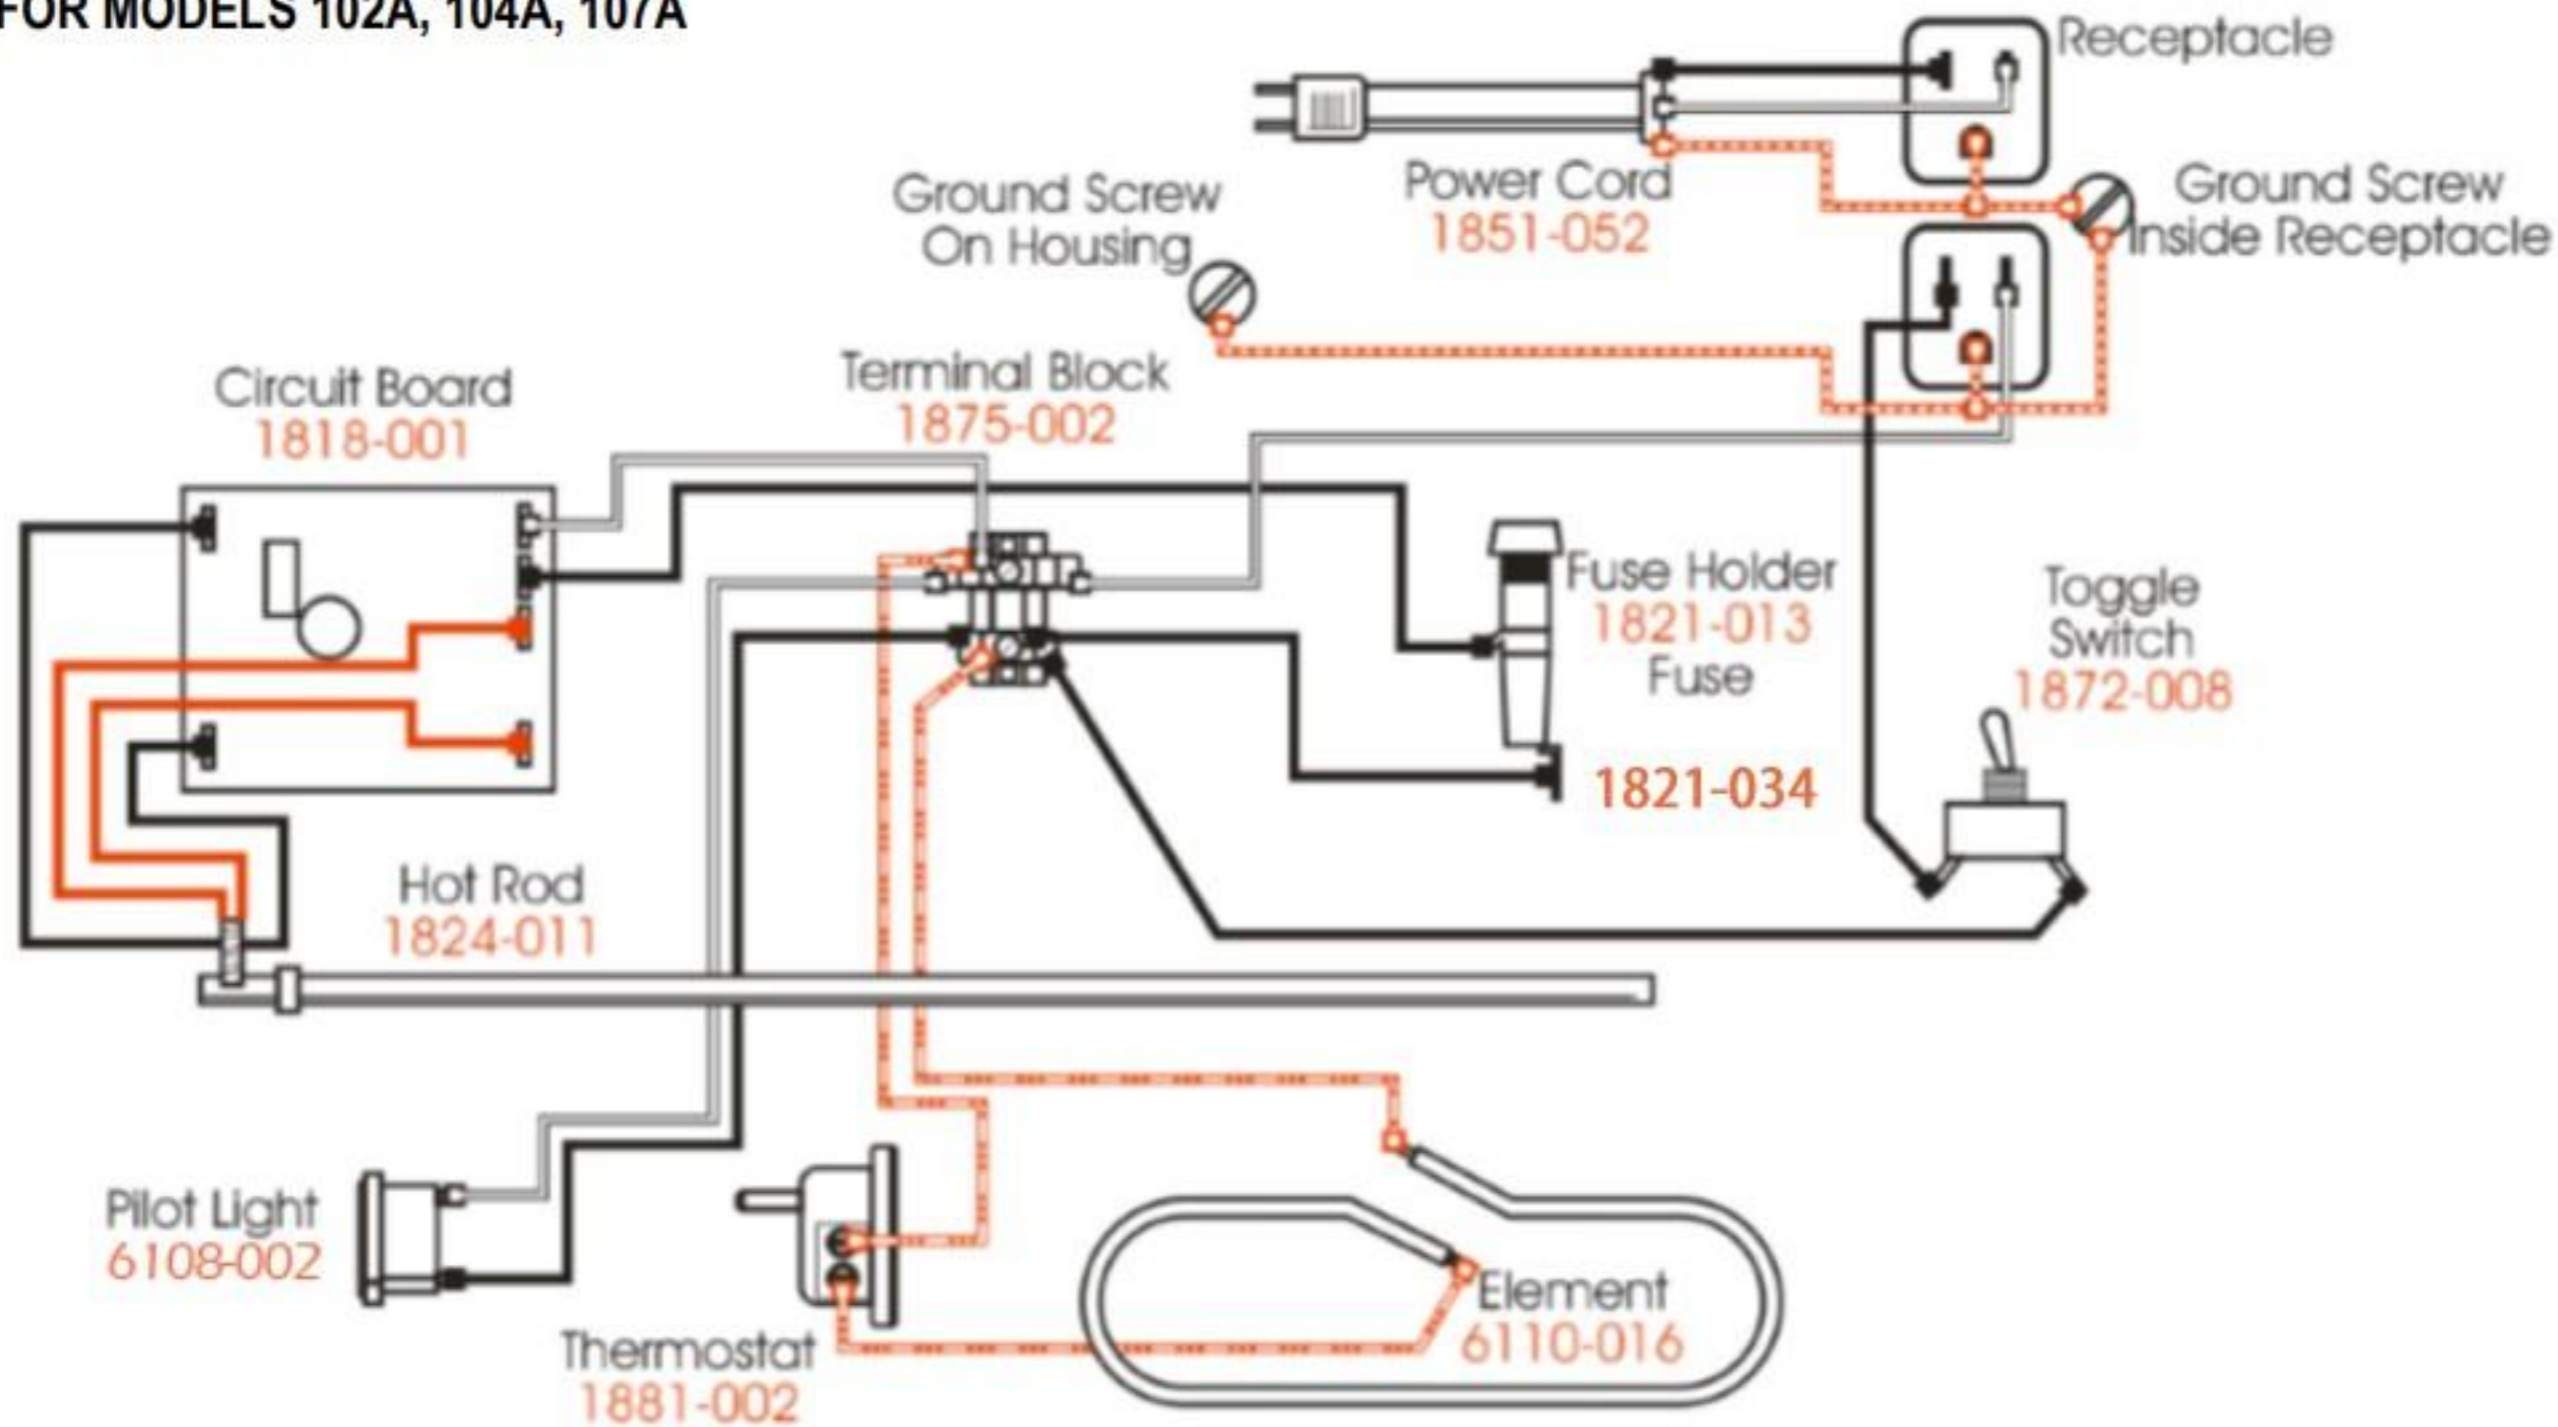 FOR MODELS 102A, 104A, 107A
Receptacle
Power Cord
1851-052
Ground Screw
Inside Receptacle
Ground Screw
On Housing
Terminal Block
1875-002
Circuit Board
1818-001
Fuse Holder
1821-013
Fuse
1821-034
Toggle
Switch
1872-008
Hot Rod
1824-011
Pilot Light
6108-002
Thermostat
1881-002
Element
6110-016